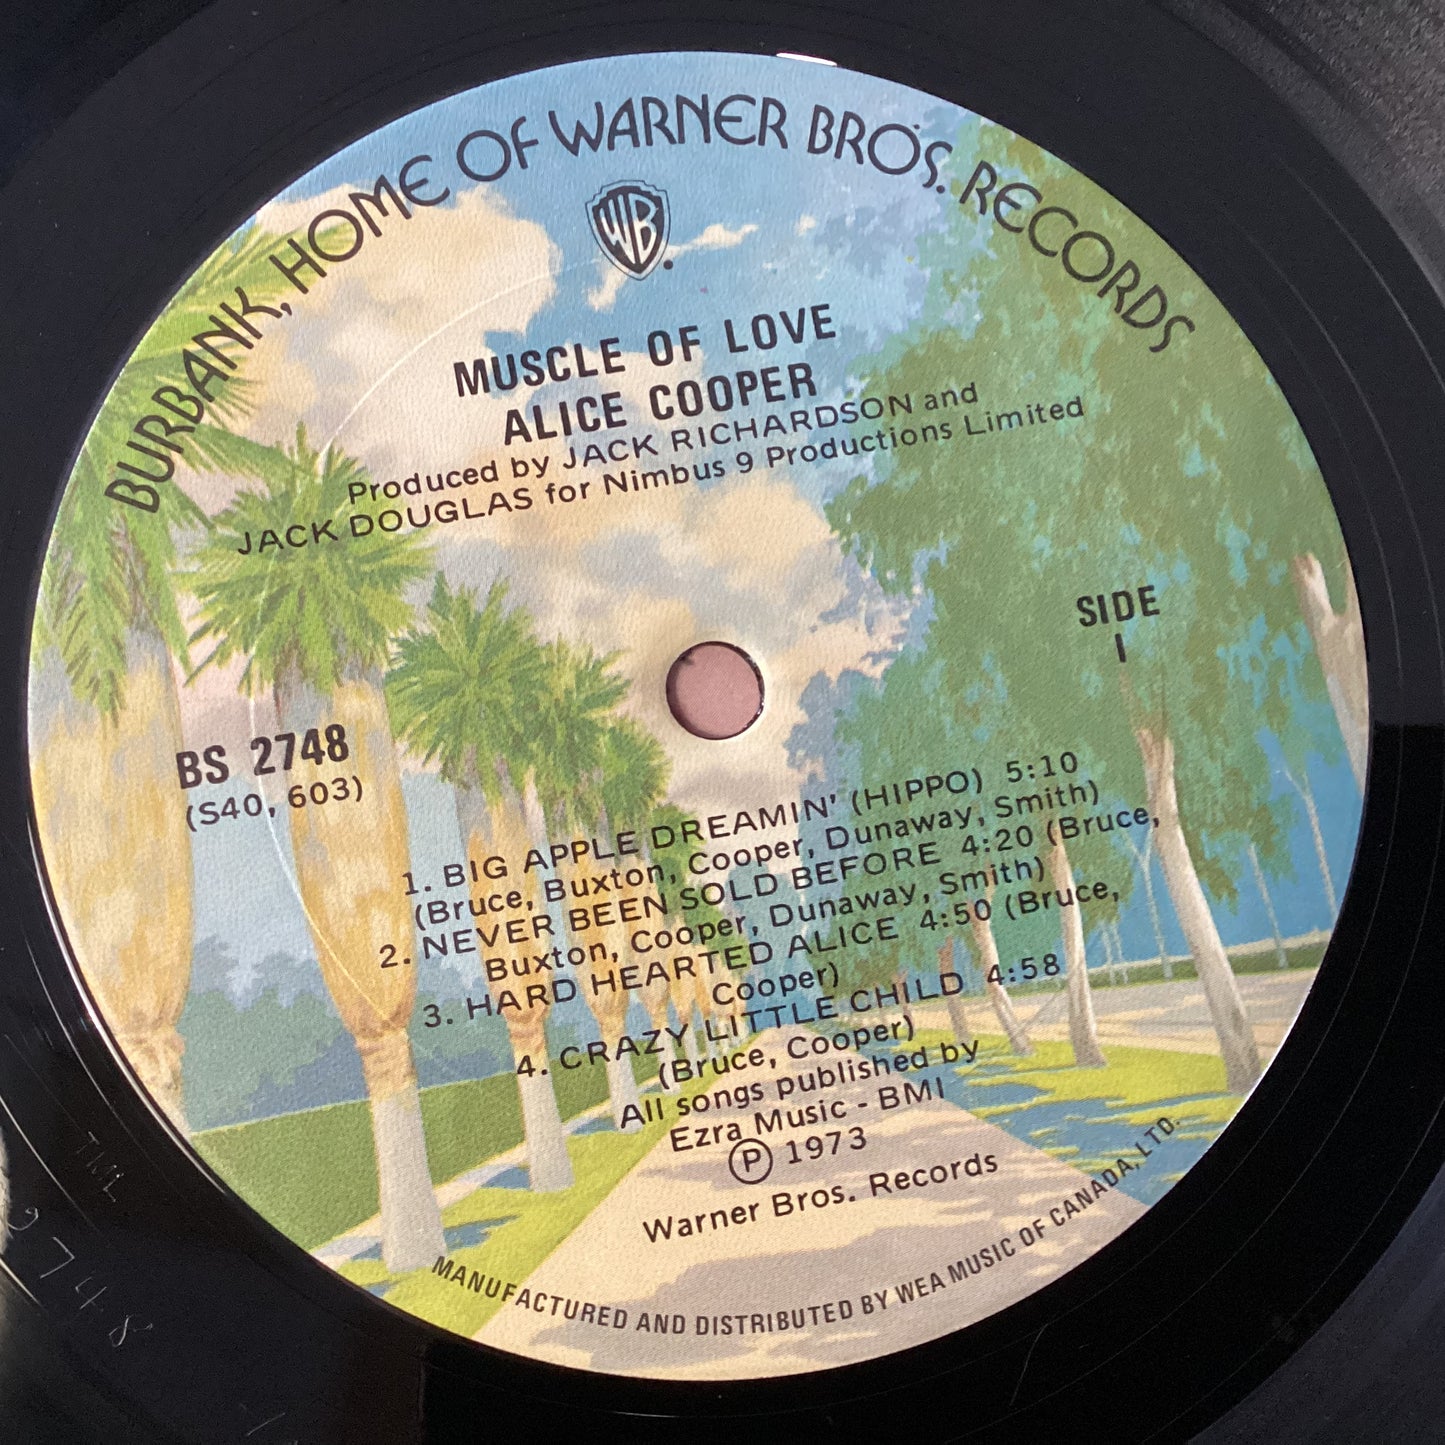 BURBANK, HOME OF WARNER BROS. RECORDS
WB
MUSCLE OF LOVE
ALICE COOPER
Produced by JACK RICHARDSON and
JACK DOUGLAS for Nimbus 9 Productions Limited
SIDE
1
BS 2748
(S40, 603)
1. BIG APPLE DREAMIN' (HIPPO) 5:10
(Bruce, Buxton, Cooper, Dunaway, Smith)
2. NEVER BEEN SOLD BEFORE 4:20 (Bruce,
Buxton, Cooper, Dunaway, Smith)
3. HARD HEARTED ALICE 4:50 (Bruce,
Cooper)
4. CRAZY LITTLE CHILD 4:58
(Bruce, Cooper)
All songs published by
Ezra Music - BMI
Ⓟ 1973
Warner Bros. Records
MANUFACTURED AND DISTRIBUTED BY WEA MUSIC OF CANADA, LTD.
TML
2748